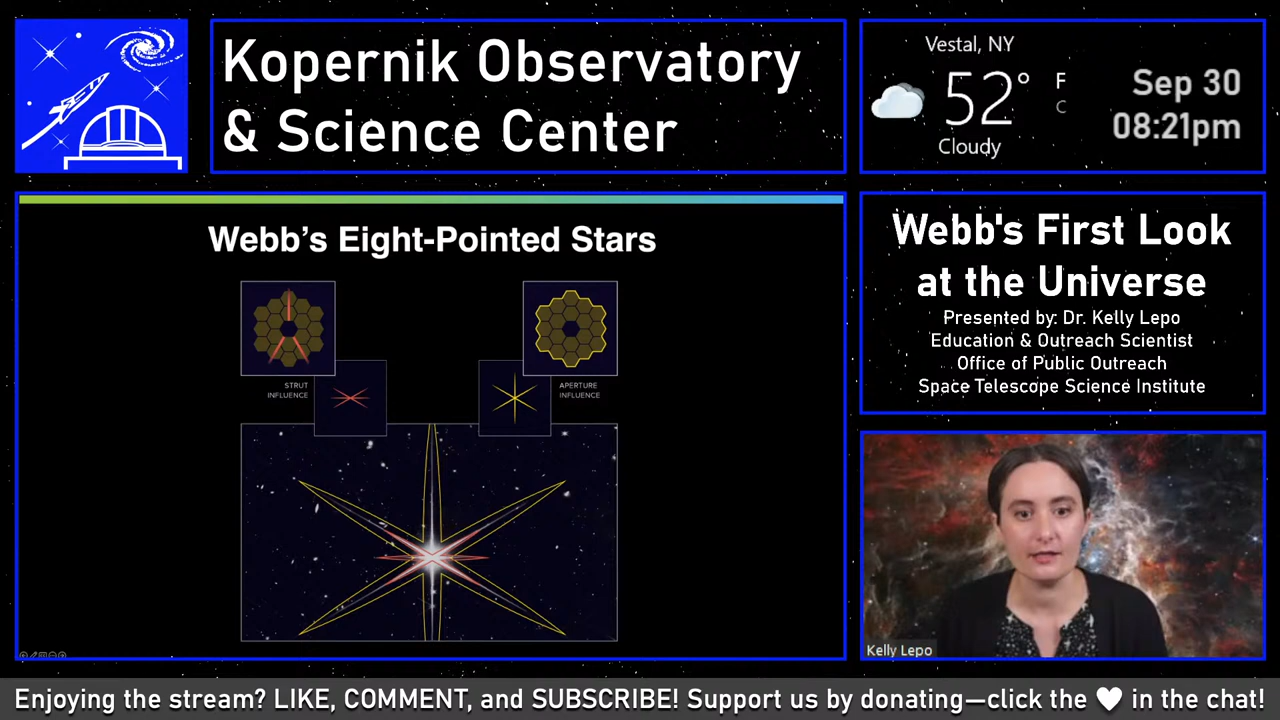 Kopernik Observatory
& Science Center
Vestal, NY
52°
F
C
Cloudy
Sep 30
08:21pm
Webb's First Look
at the Universe
Presented by: Dr. Kelly Lepo
Education & Outreach Scientist
Office of Public Outreach
Space Telescope Science Institute
Webb’s Eight-Pointed Stars
STRUT
INFLUENCE
APERTURE
INFLUENCE
Kelly Lepo
Enjoying the stream? LIKE, COMMENT, and SUBSCRIBE! Support us by donating—click the ♥ in the chat!